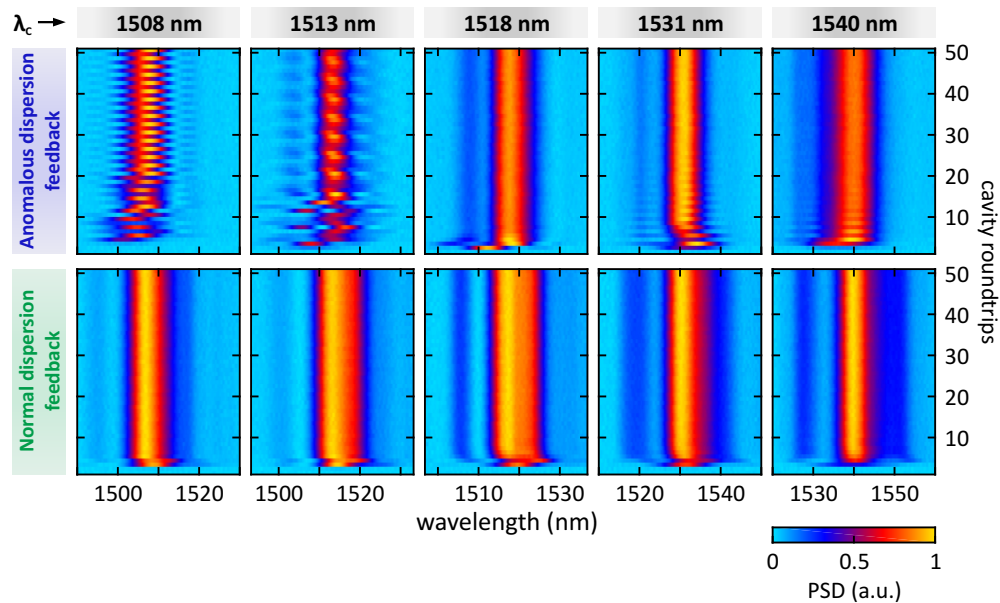 λc → 1508 nm 1513 nm 1518 nm 1531 nm 1540 nm
Anomalous dispersion
feedback
50
40
30
20
10
cavity roundtrips
Normal dispersion
feedback
50
40
30
20
10
1500 1520 1500 1520 1510 1530 1520 1540 1530 1550
wavelength (nm)
0 0.5 1
PSD (a.u.)